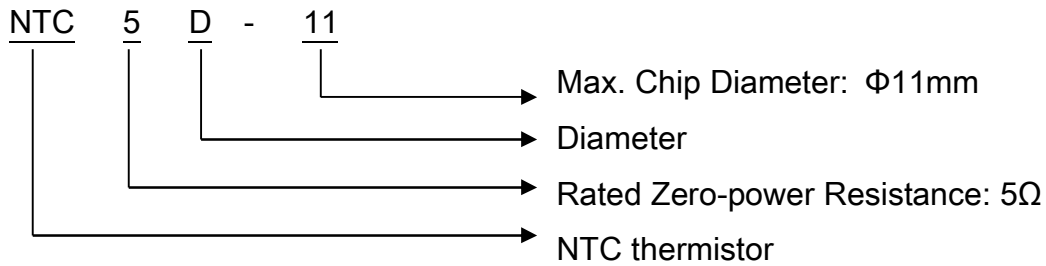 NTC 5 D - 11
Max. Chip Diameter: Φ11mm
Diameter
Rated Zero-power Resistance: 5Ω
NTC thermistor